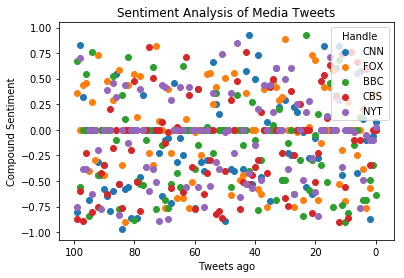 Sentiment Analysis of Media Tweets
Compound Sentiment
1.00
0.75
0.50
0.25
0.00
−0.25
−0.50
−0.75
−1.00
Handle
CNN
FOX
BBC
CBS
NYT
100
80
60
40
20
0
Tweets ago